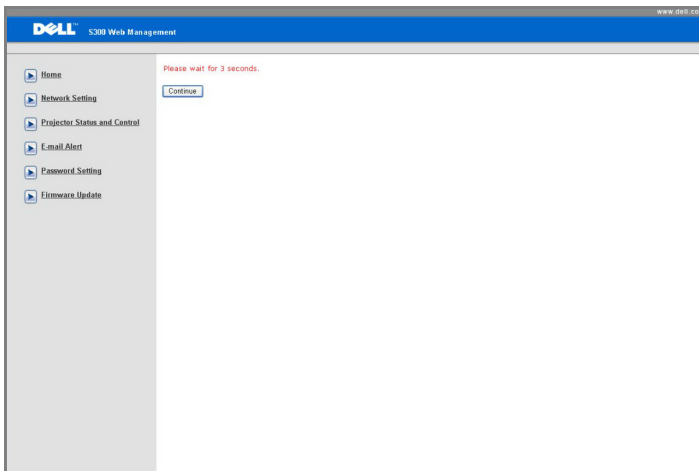 www.dell.co
DELL™ S300 Web Management
Home
Network Setting
Projector Status and Control
E-mail Alert
Password Setting
Firmware Update
Please wait for 3 seconds.
Continue